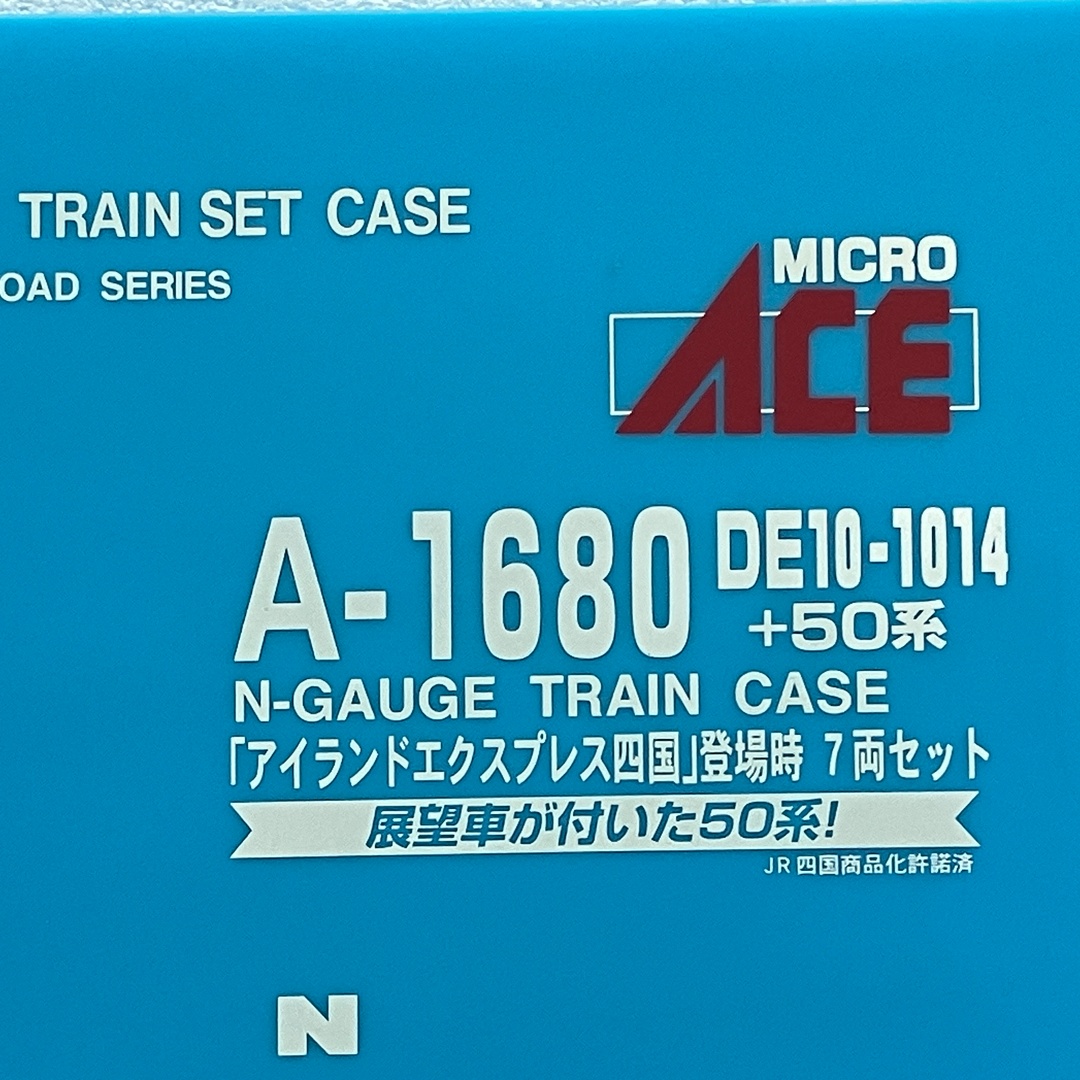 TRAIN SET CASE
OAD SERIES
MICRO
ACE
A-1680 DE10-1014
+50系
N-GAUGE TRAIN CASE
「アイランドエクスプレス四国」登場時 7両セット
展望車が付いた50系!
JR四国商品化許諾済
N